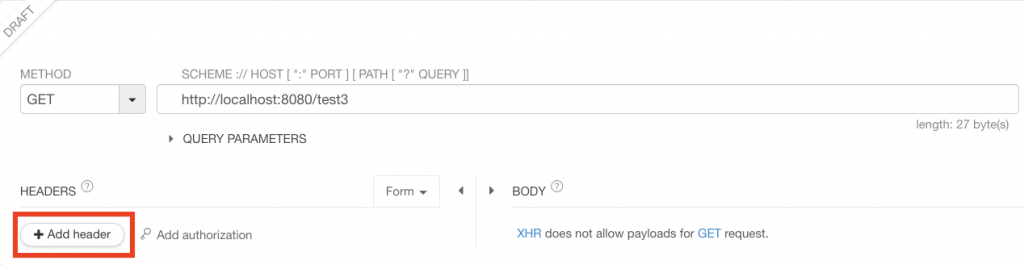 DRAFT
METHOD
SCHEME :// HOST [ ":" PORT ] [ PATH [ "?" QUERY ]]
GET
http://localhost:8080/test3
length: 27 byte(s)
QUERY PARAMETERS
HEADERS ?
Form
BODY ?
+ Add header
Add authorization
XHR does not allow payloads for GET request.